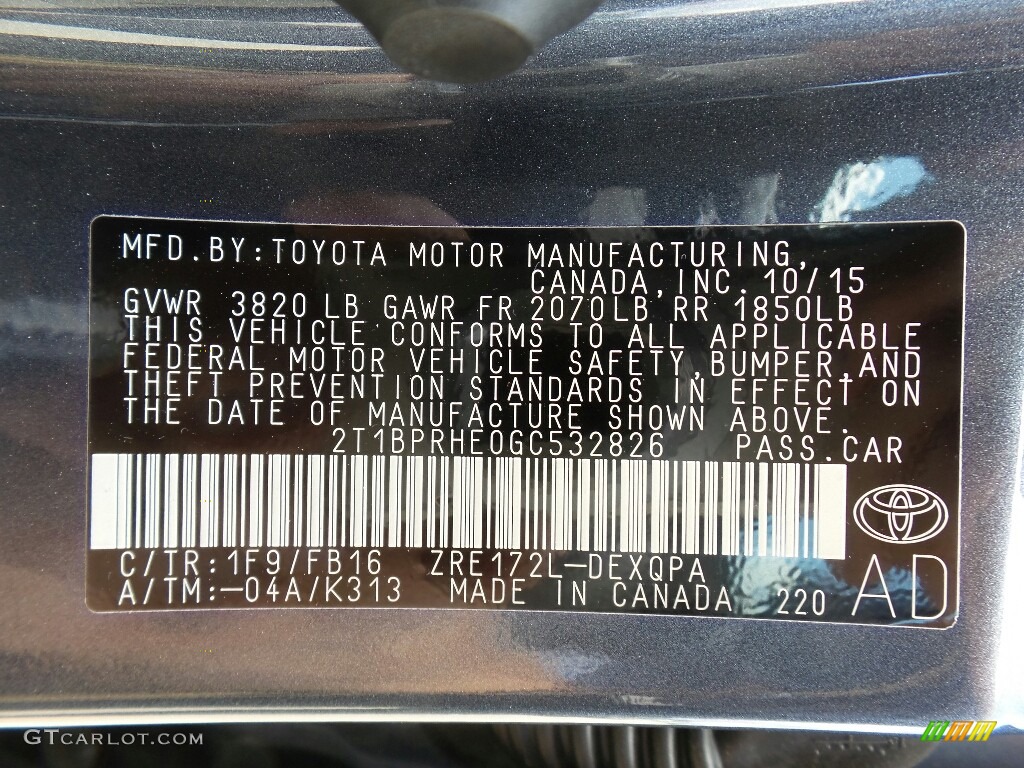 MFD.BY:TOYOTA MOTOR MANUFACTURING,
CANADA,INC. 10/15
GVWR 3820 LB GAWR FR 2070LB RR 1850LB
THIS VEHICLE CONFORMS TO ALL APPLICABLE
FEDERAL MOTOR VEHICLE SAFETY,BUMPER,AND
THEFT PREVENTION STANDARDS IN EFFECT ON
THE DATE OF MANUFACTURE SHOWN ABOVE.
2T1BPRHE0GC532826 PASS.CAR
C/TR:1F9/FB16 ZRE172L-DEXQPA
A/TM:-04A/K313 MADE IN CANADA 220 AD
GTCARLOT.COM